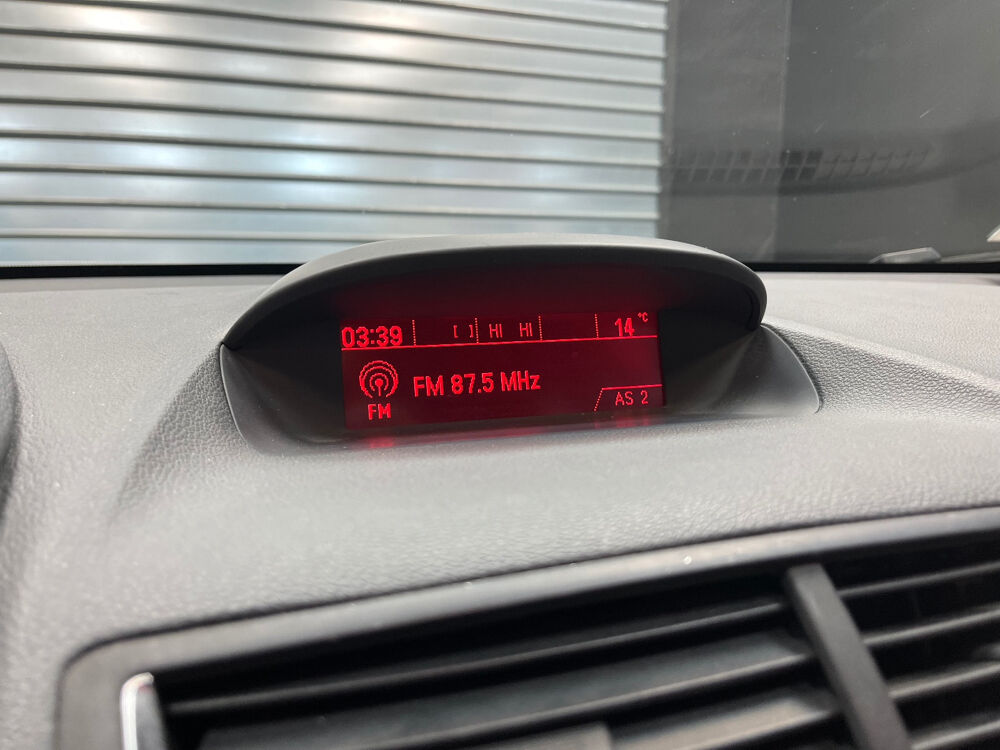 03:39 [ ] HI HI 14 °C
FM 87.5 MHz
FM
AS 2